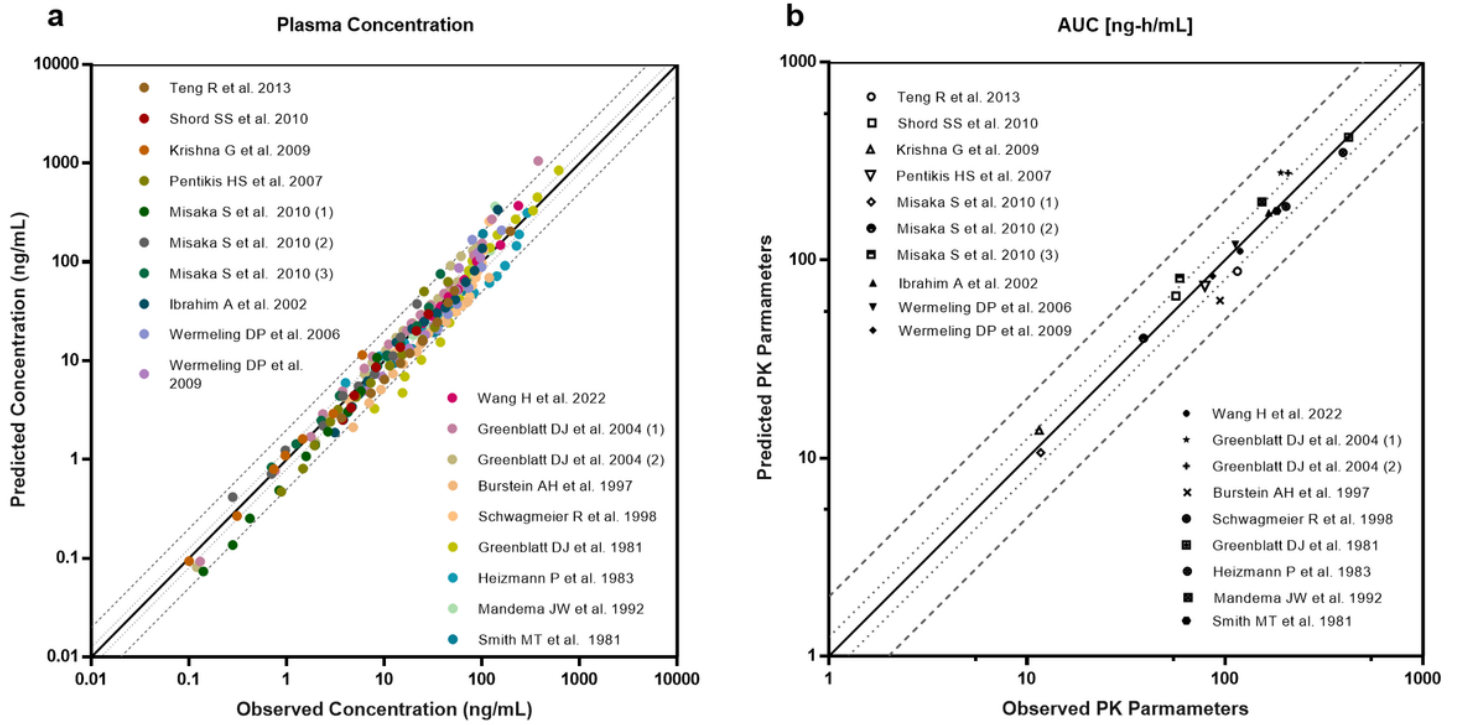 a
Plasma Concentration
Predicted Concentration (ng/mL)
10000
1000
100
10
1
0.1
0.01
Teng R et al. 2013
Shord SS et al. 2010
Krishna G et al. 2009
Pentikis HS et al. 2007
Misaka S et al. 2010 (1)
Misaka S et al. 2010 (2)
Misaka S et al. 2010 (3)
Ibrahim A et al. 2002
Wermeling DP et al. 2006
Wermeling DP et al.
2009
Wang H et al. 2022
Greenblatt DJ et al. 2004 (1)
Greenblatt DJ et al. 2004 (2)
Burstein AH et al. 1997
Schwagmeier R et al. 1998
Greenblatt DJ et al. 1981
Heizmann P et al. 1983
Mandema JW et al. 1992
Smith MT et al. 1981
0.01 0.1 1 10 100 1000 10000
Observed Concentration (ng/mL)
b
AUC [ng-h/mL]
Predicted PK Parmameters
1000
100
10
1
Teng R et al. 2013
Shord SS et al. 2010
Krishna G et al. 2009
Pentikis HS et al. 2007
Misaka S et al. 2010 (1)
Misaka S et al. 2010 (2)
Misaka S et al. 2010 (3)
Ibrahim A et al. 2002
Wermeling DP et al. 2006
Wermeling DP et al. 2009
Wang H et al. 2022
Greenblatt DJ et al. 2004 (1)
Greenblatt DJ et al. 2004 (2)
Burstein AH et al. 1997
Schwagmeier R et al. 1998
Greenblatt DJ et al. 1981
Heizmann P et al. 1983
Mandema JW et al. 1992
Smith MT et al. 1981
1 10 100 1000
Observed PK Parmameters